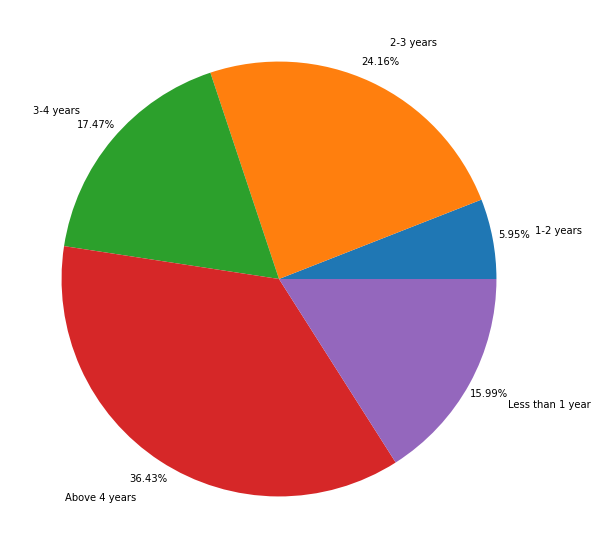 2-3 years
24.16%
3-4 years
17.47%
5.95%
1-2 years
15.99%
Less than 1 year
36.43%
Above 4 years